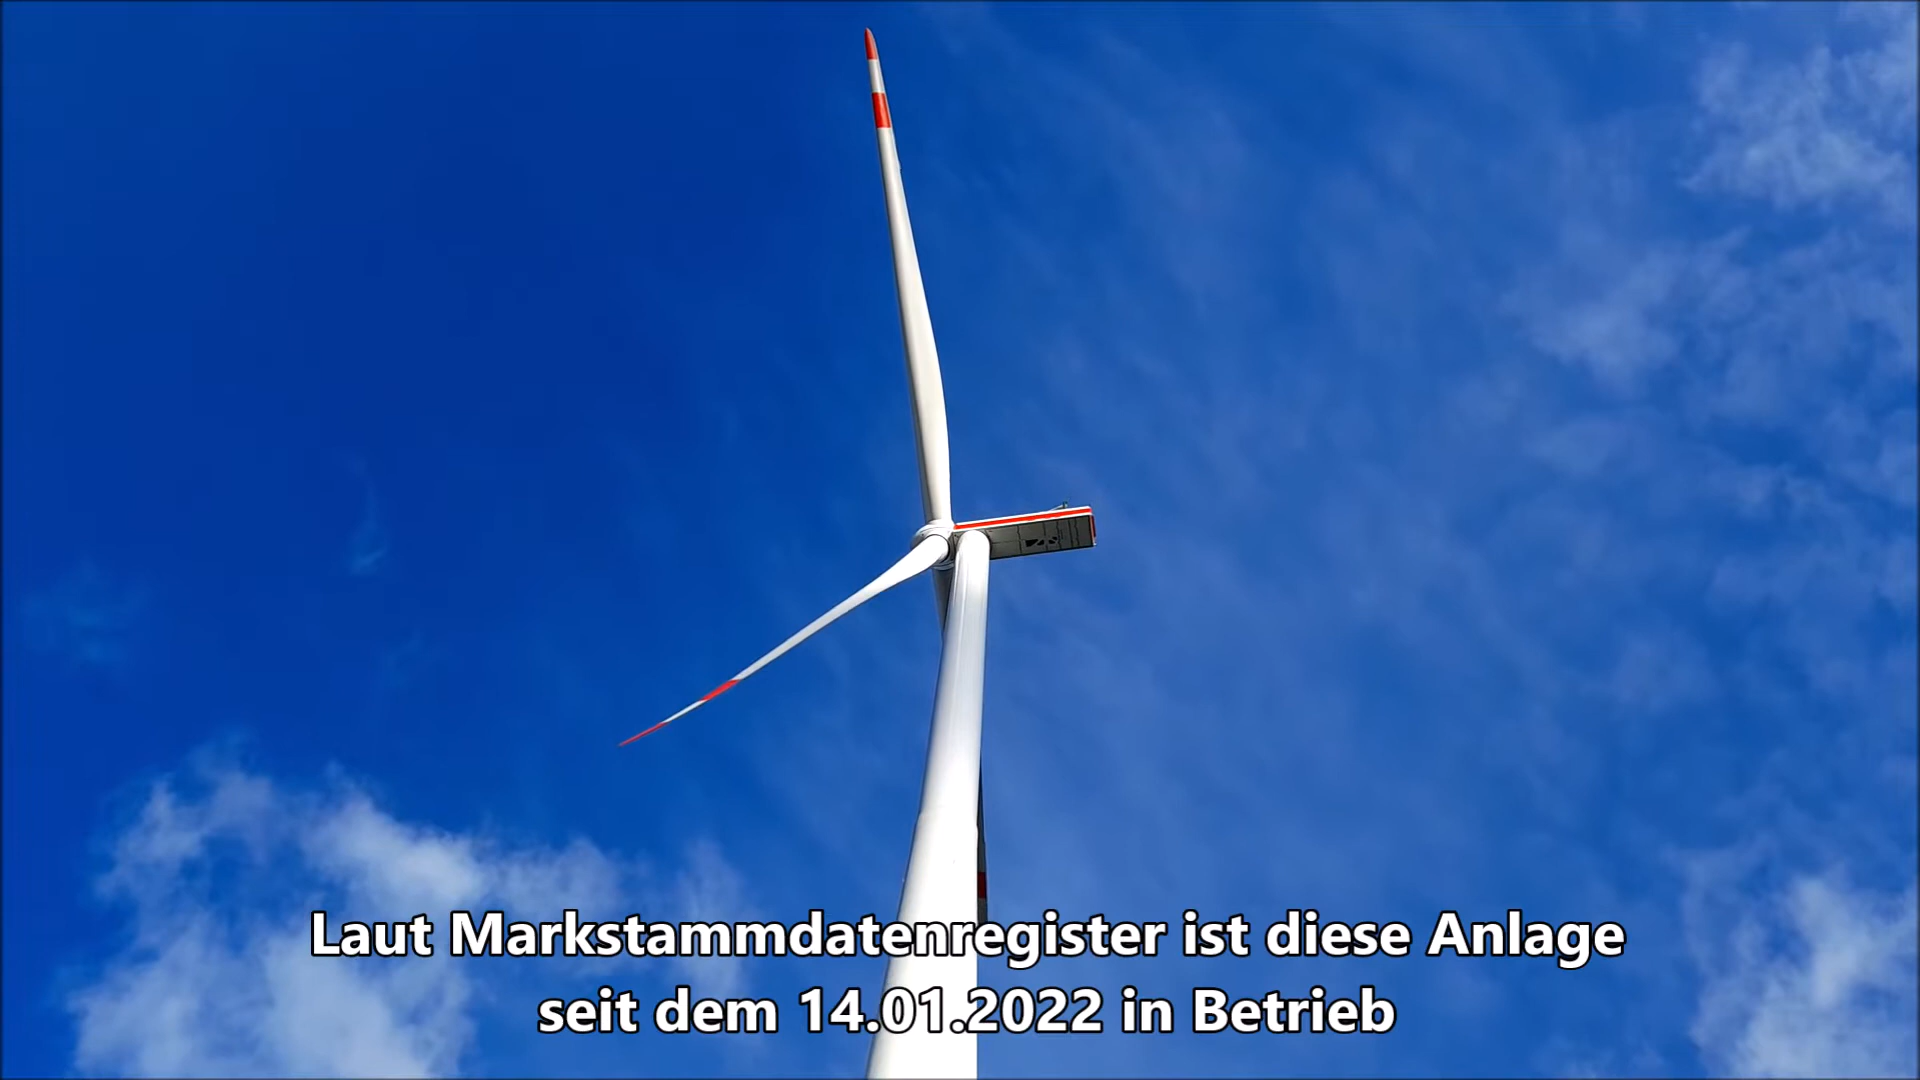 Laut Markstammdatenregister ist diese Anlage
seit dem 14.01.2022 in Betrieb